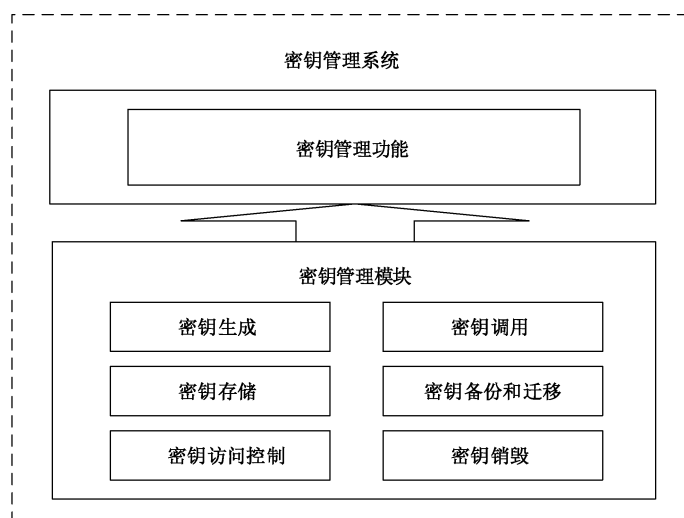 密钥管理系统
密钥管理功能
密钥管理模块
密钥生成
密钥调用
密钥存储
密钥备份和迁移
密钥访问控制
密钥销毁